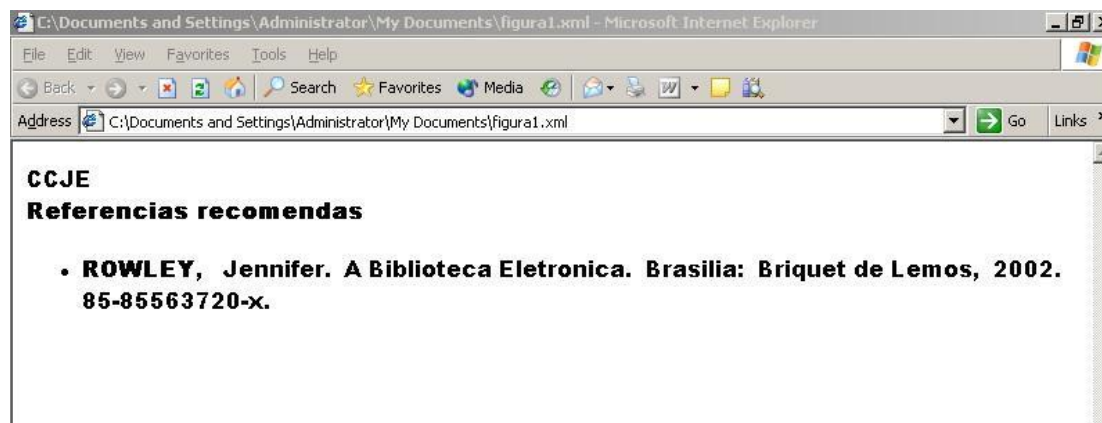 C:\Documents and Settings\Administrator\My Documents\figura1.xml - Microsoft Internet Explorer
File Edit View Favorites Tools Help
Back Search Favorites Media
Address C:\Documents and Settings\Administrator\My Documents\figura1.xml Go Links
CCJE
Referencias recomendas
• ROWLEY, Jennifer. A Biblioteca Eletronica. Brasilia: Briquet de Lemos, 2002.
85-85563720-x.